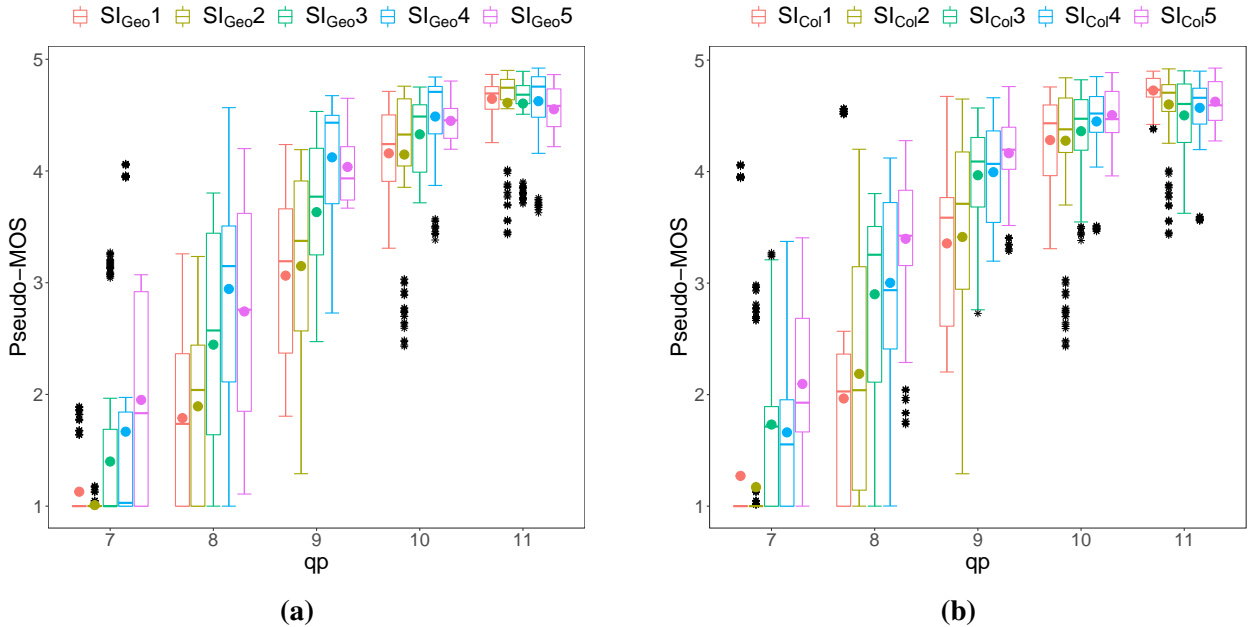 SI_Geo1 SI_Geo2 SI_Geo3 SI_Geo4 SI_Geo5
5
4
3
2
1
Pseudo−MOS
7 8 9 10 11
qp
(a)
SI_Col1 SI_Col2 SI_Col3 SI_Col4 SI_Col5
5
4
3
2
1
Pseudo−MOS
7 8 9 10 11
qp
(b)